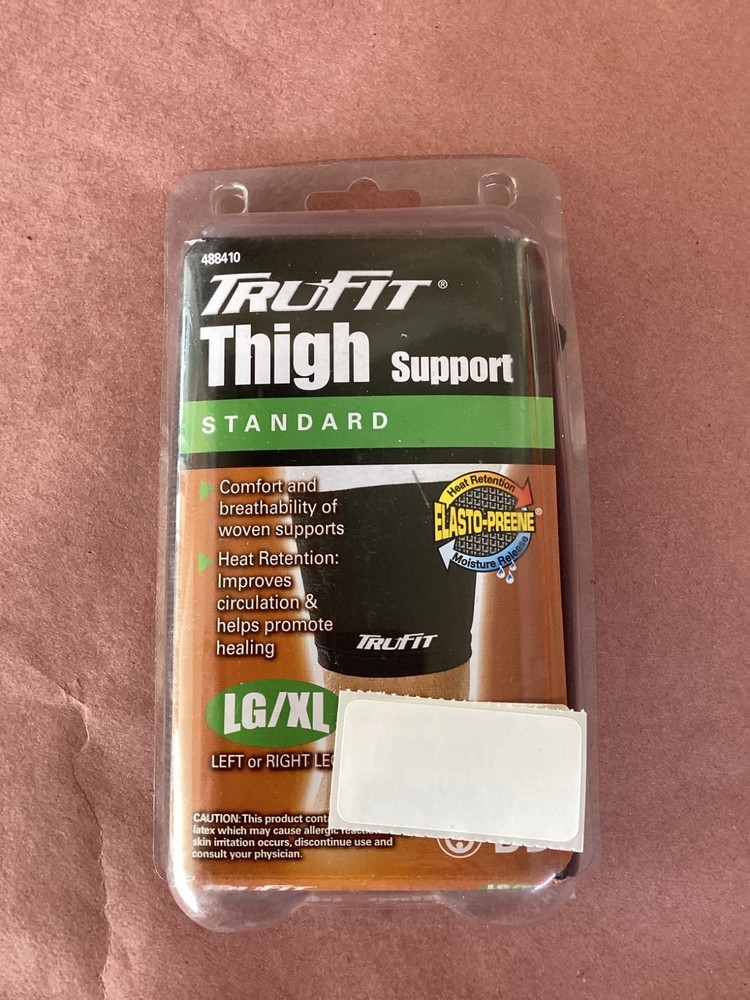 488410
TRUFIT®
Thigh Support
STANDARD
Comfort and
breathability of
woven supports
Heat Retention:
Improves
circulation &
helps promote
healing
Heat Retention
ELASTO-PREENE®
Moisture Release
TRUFIT
LG/XL
LEFT or RIGHT
CAUTION: This product
latex which may cause allergic
skin irritation occurs, discontinue use and
consult your physician.
TRUFIT